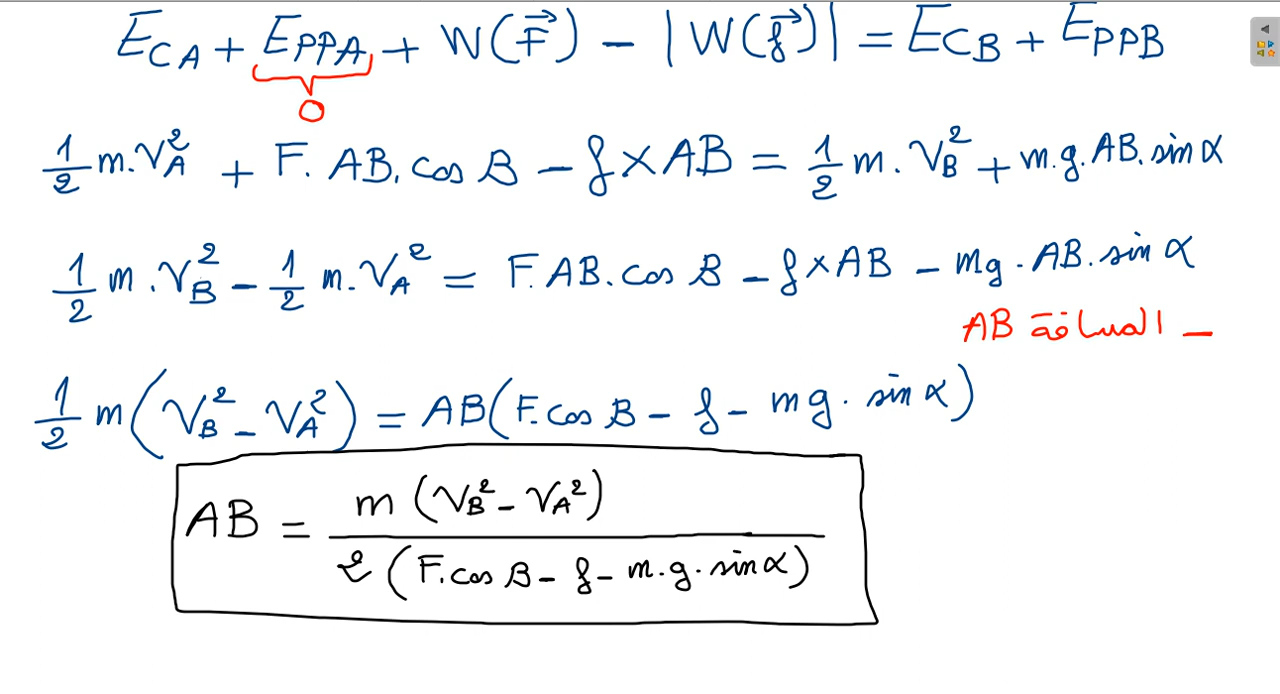 E_CA + E_PPA + W(F⃗) - |W(f⃗)| = E_CB + E_PPB
0
1/2 m.V_A² + F. AB. cos β - f × AB = 1/2 m. V_B² + m.g. AB. sin α
1/2 m. V_B² - 1/2 m. V_A² = F. AB. cos β - f × AB - mg. AB. sin α
- المسافة AB
1/2 m (V_B² - V_A²) = AB (F. cos β - f - mg. sin α)
AB = m (V_B² - V_A²) / 2 (F. cos β - f - m. g. sin α)